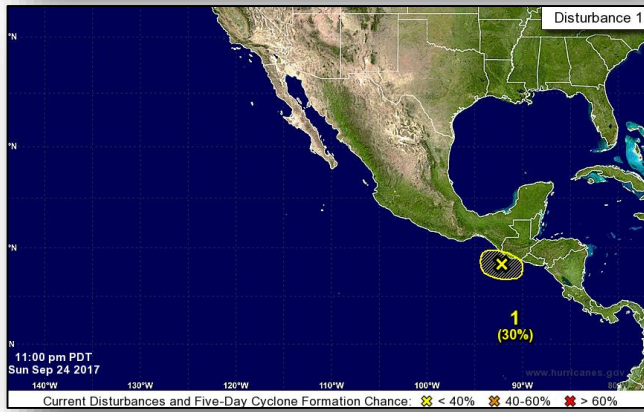 Disturbance 1
°N
°N
°N
1
(30%)
N
11:00 pm PDT
Sun Sep 24 2017
www.hurricanes.gov
140°W 130°W 120°W 110°W 100°W 90°W 80°W
Current Disturbances and Five-Day Cyclone Formation Chance: < 40% 40-60% > 60%